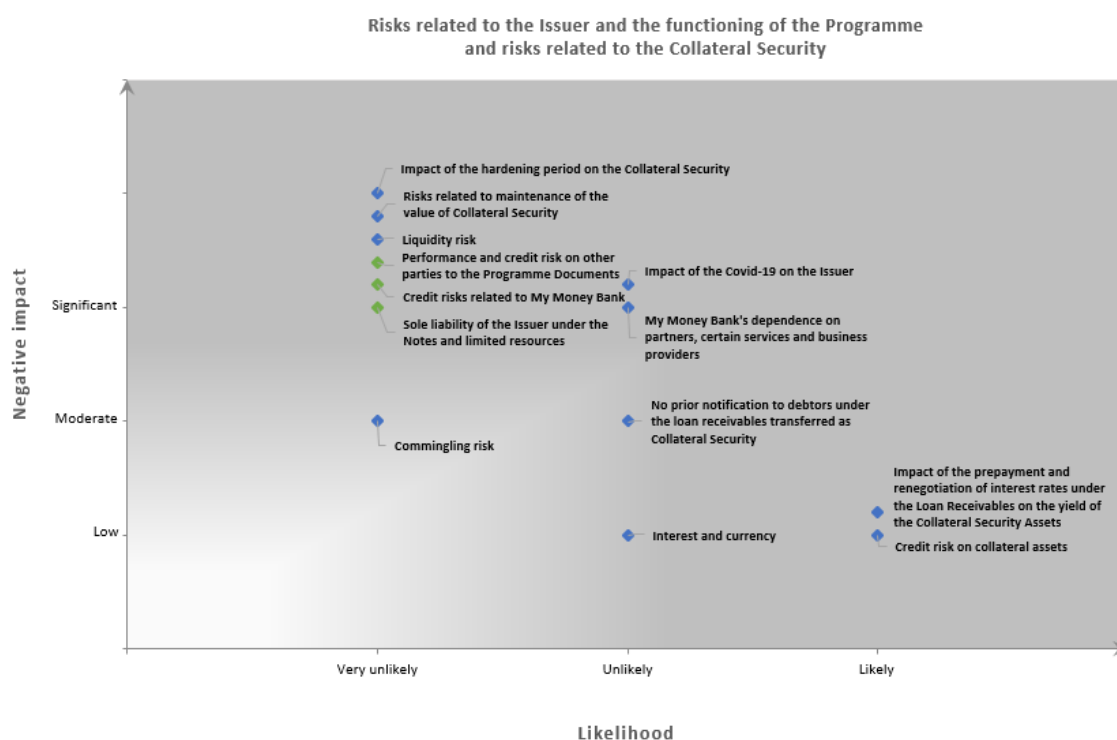 Risks related to the Issuer and the functioning of the Programme
and risks related to the Collateral Security
Negative impact
Significant
Moderate
Low
Impact of the hardening period on the Collateral Security
Risks related to maintenance of the
value of Collateral Security
Liquidity risk
Performance and credit risk on other
parties to the Programme Documents
Credit risks related to My Money Bank
Sole liability of the Issuer under the
Notes and limited resources
Impact of the Covid-19 on the Issuer
My Money Bank's dependence on
partners, certain services and business
providers
Commingling risk
No prior notification to debtors under
the loan receivables transferred as
Collateral Security
Impact of the prepayment and
renegotiation of interest rates under
the Loan Receivables on the yield of
the Collateral Security Assets
Interest and currency
Credit risk on collateral assets
Very unlikely
Unlikely
Likely
Likelihood